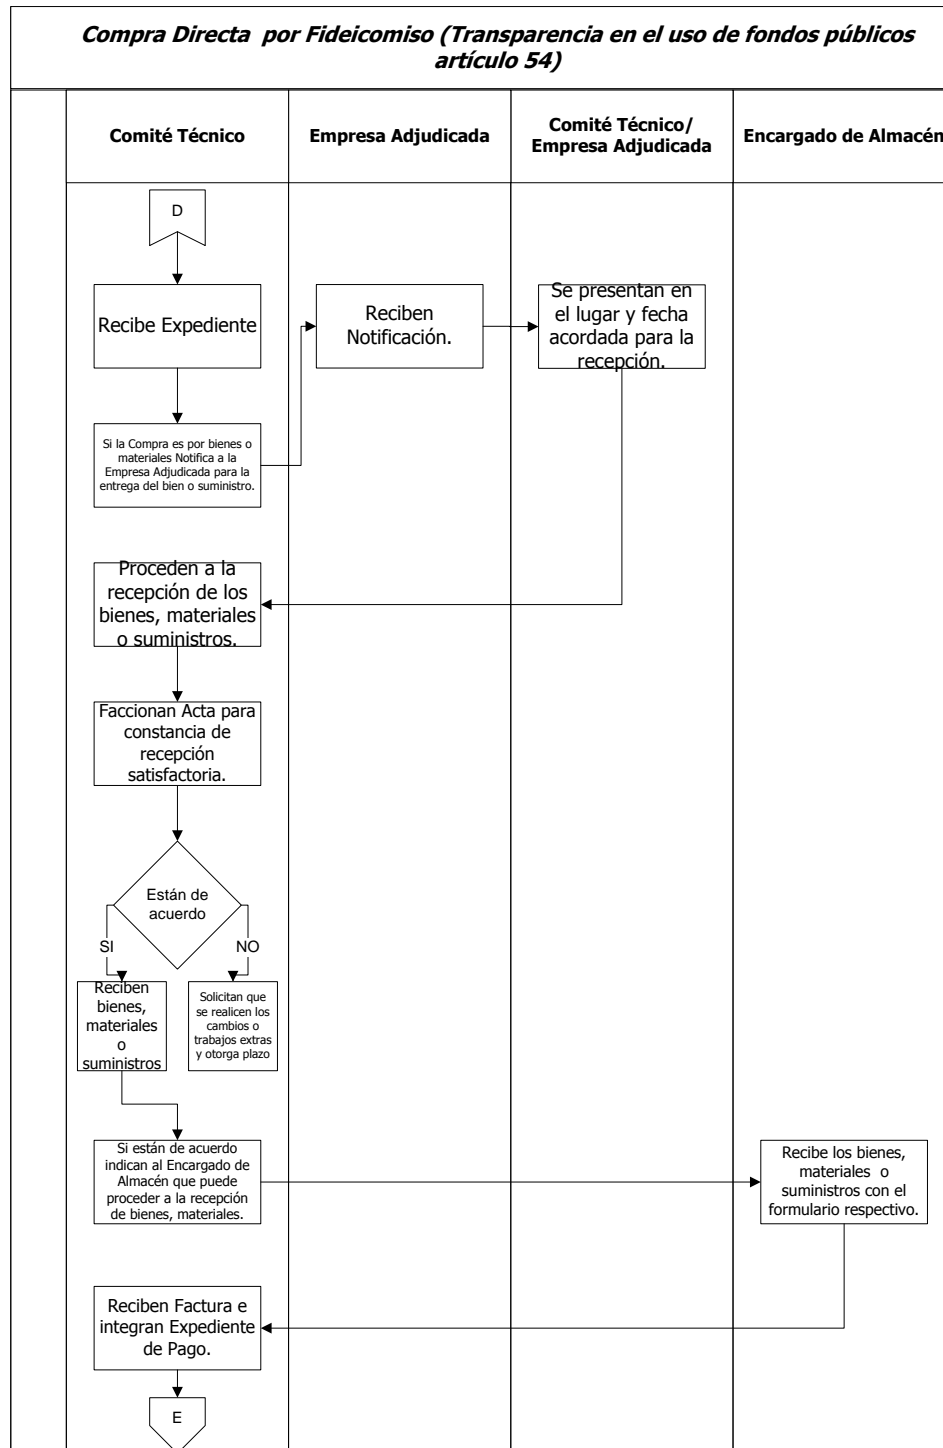 Compra Directa por Fideicomiso (Transparencia en el uso de fondos públicos
artículo 54)
Comité Técnico
Empresa Adjudicada
Comité Técnico/
Empresa Adjudicada
Encargado de Almacén
D
Recibe Expediente
Reciben
Notificación.
Se presentan en
el lugar y fecha
acordada para la
recepción.
Si la Compra es por bienes o
materiales Notifica a la
Empresa Adjudicada para la
entrega del bien o suministro.
Proceden a la
recepción de los
bienes, materiales
o suministros.
Faccionan Acta para
constancia de
recepción
satisfactoria.
Están de
acuerdo
SI
NO
Reciben
bienes,
materiales
o
suministros
Solicitan que
se realicen los
cambios o
trabajos extras
y otorga plazo
Si están de acuerdo
indican al Encargado de
Almacén que puede
proceder a la recepción
de bienes, materiales.
Recibe los bienes,
materiales o
suministros con el
formulario respectivo.
Reciben Factura e
integran Expediente
de Pago.
E